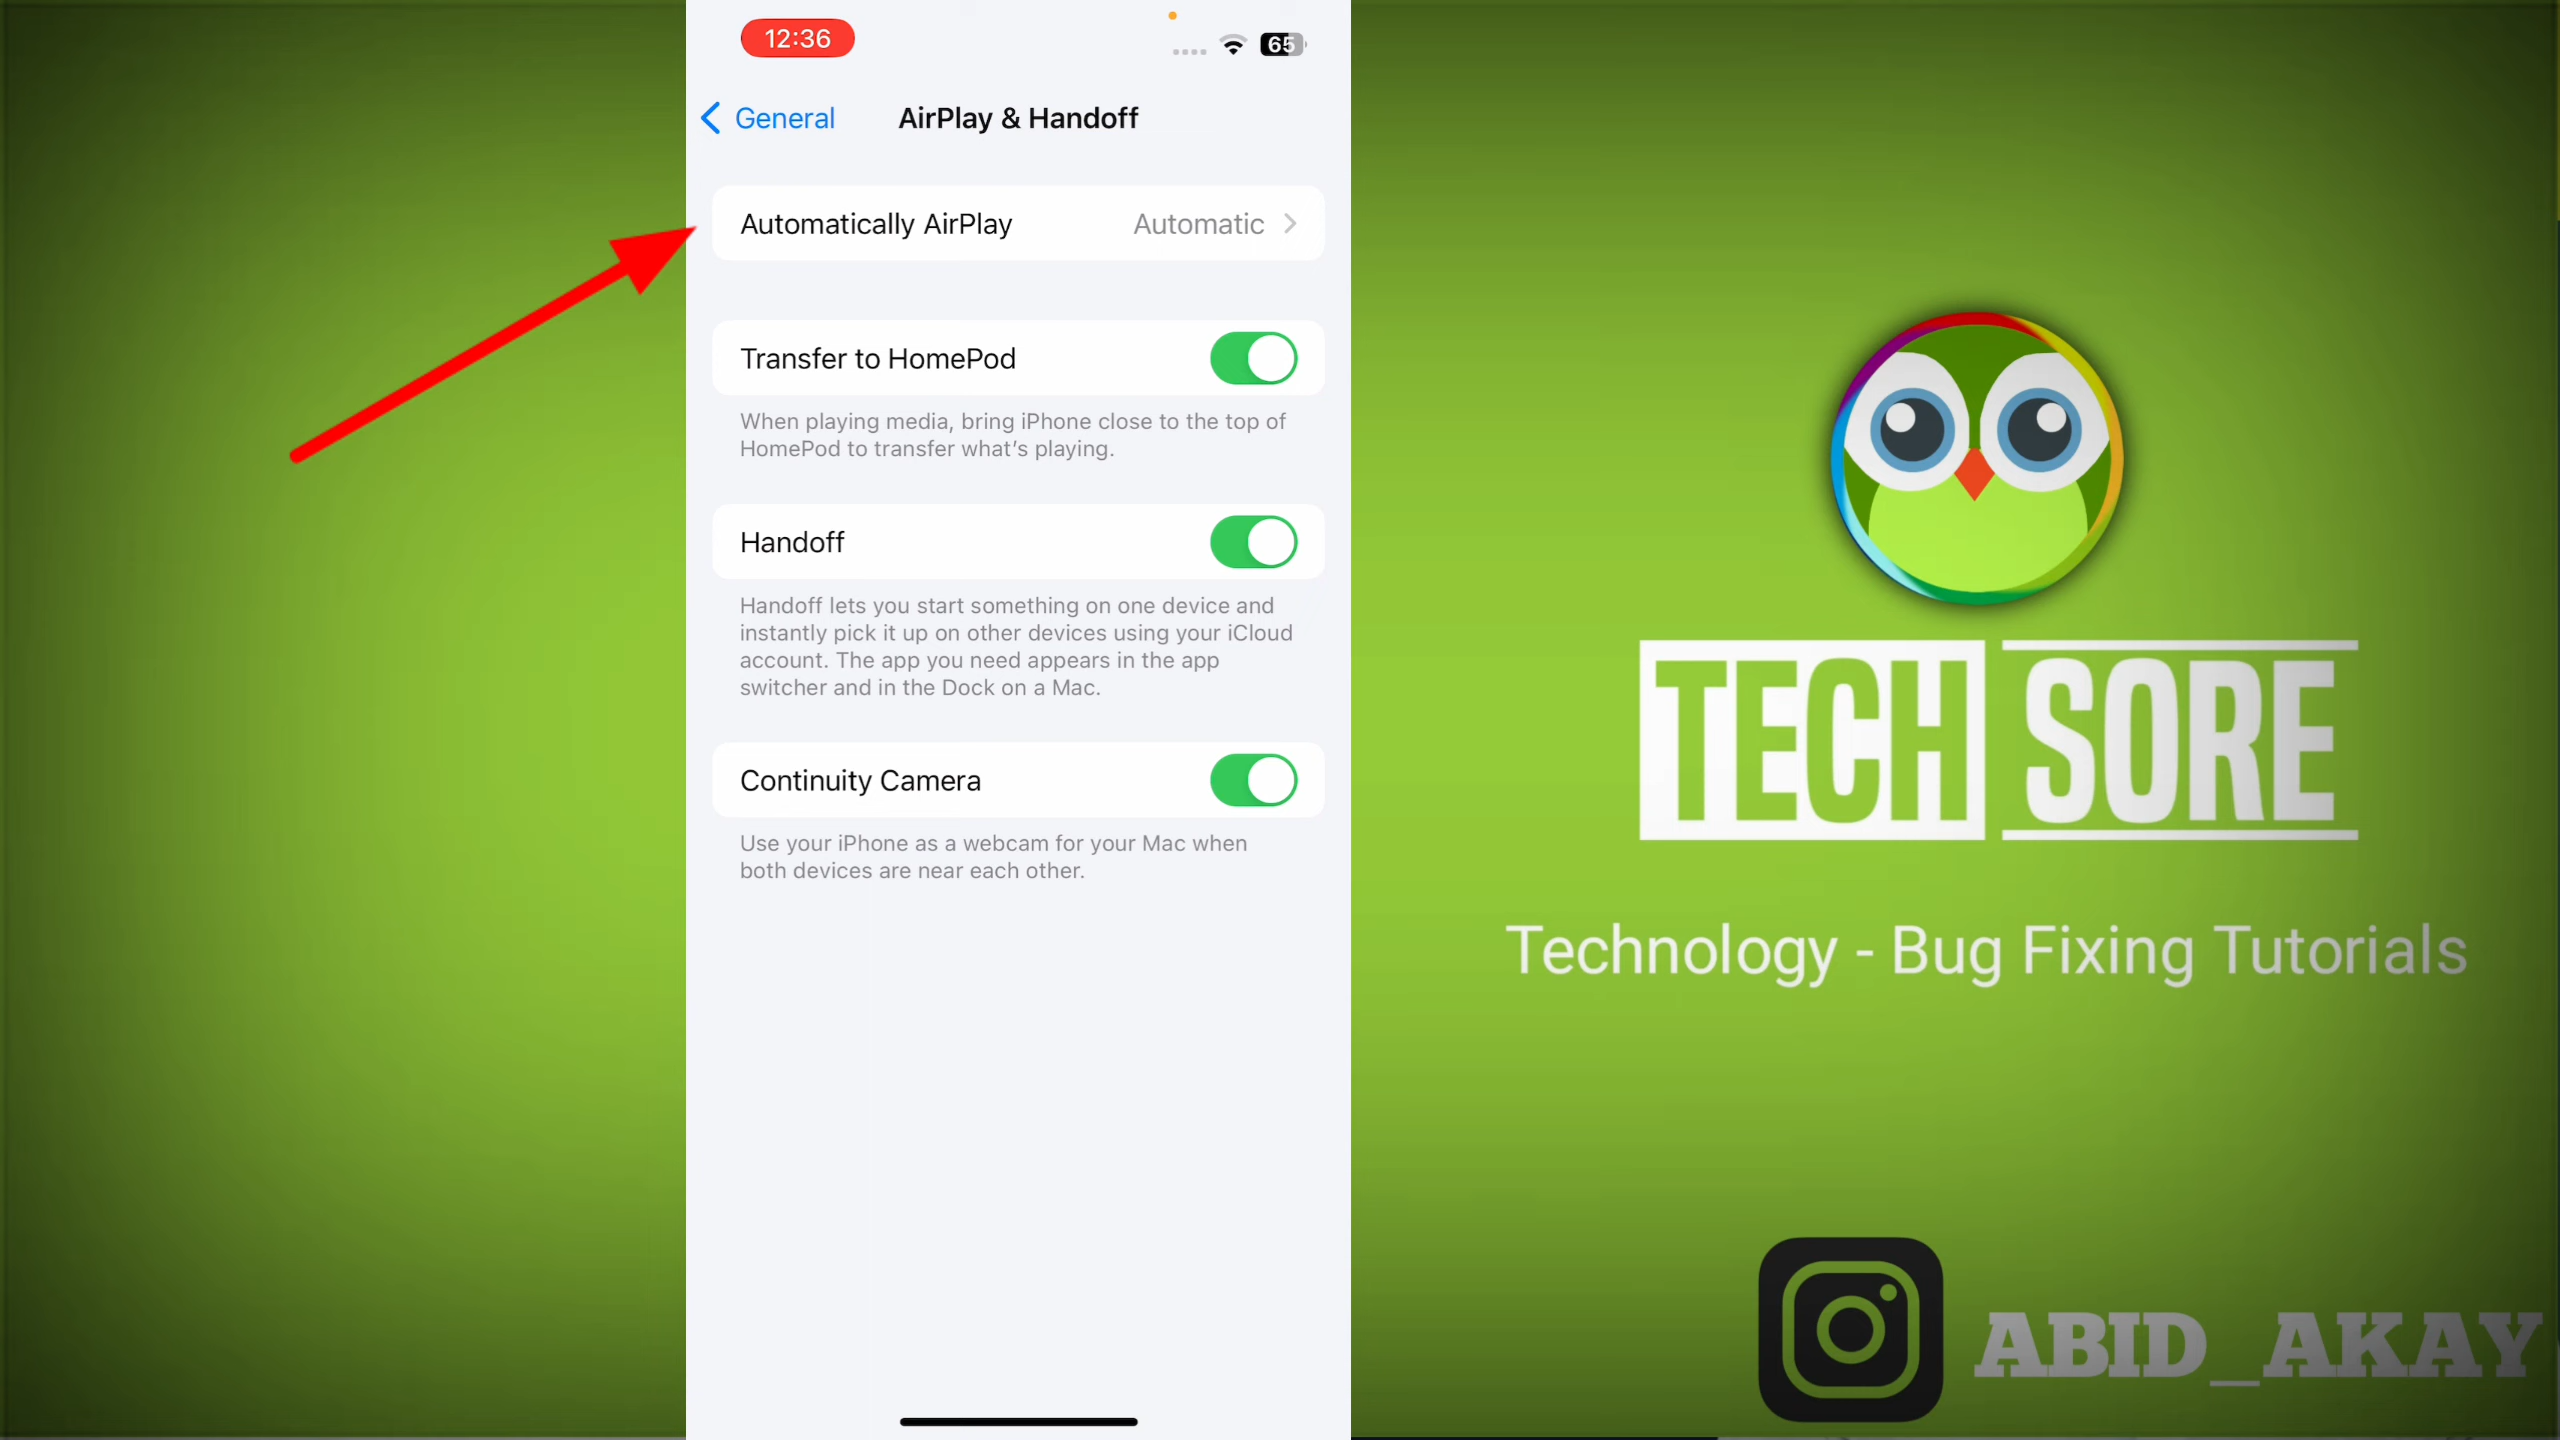 12:36
65
General
AirPlay & Handoff
Automatically AirPlay Automatic
Transfer to HomePod
When playing media, bring iPhone close to the top of
HomePod to transfer what’s playing.
Handoff
Handoff lets you start something on one device and
instantly pick it up on other devices using your iCloud
account. The app you need appears in the app
switcher and in the Dock on a Mac.
Continuity Camera
Use your iPhone as a webcam for your Mac when
both devices are near each other.
TECH SORE
Technology - Bug Fixing Tutorials
ABID_AKAY